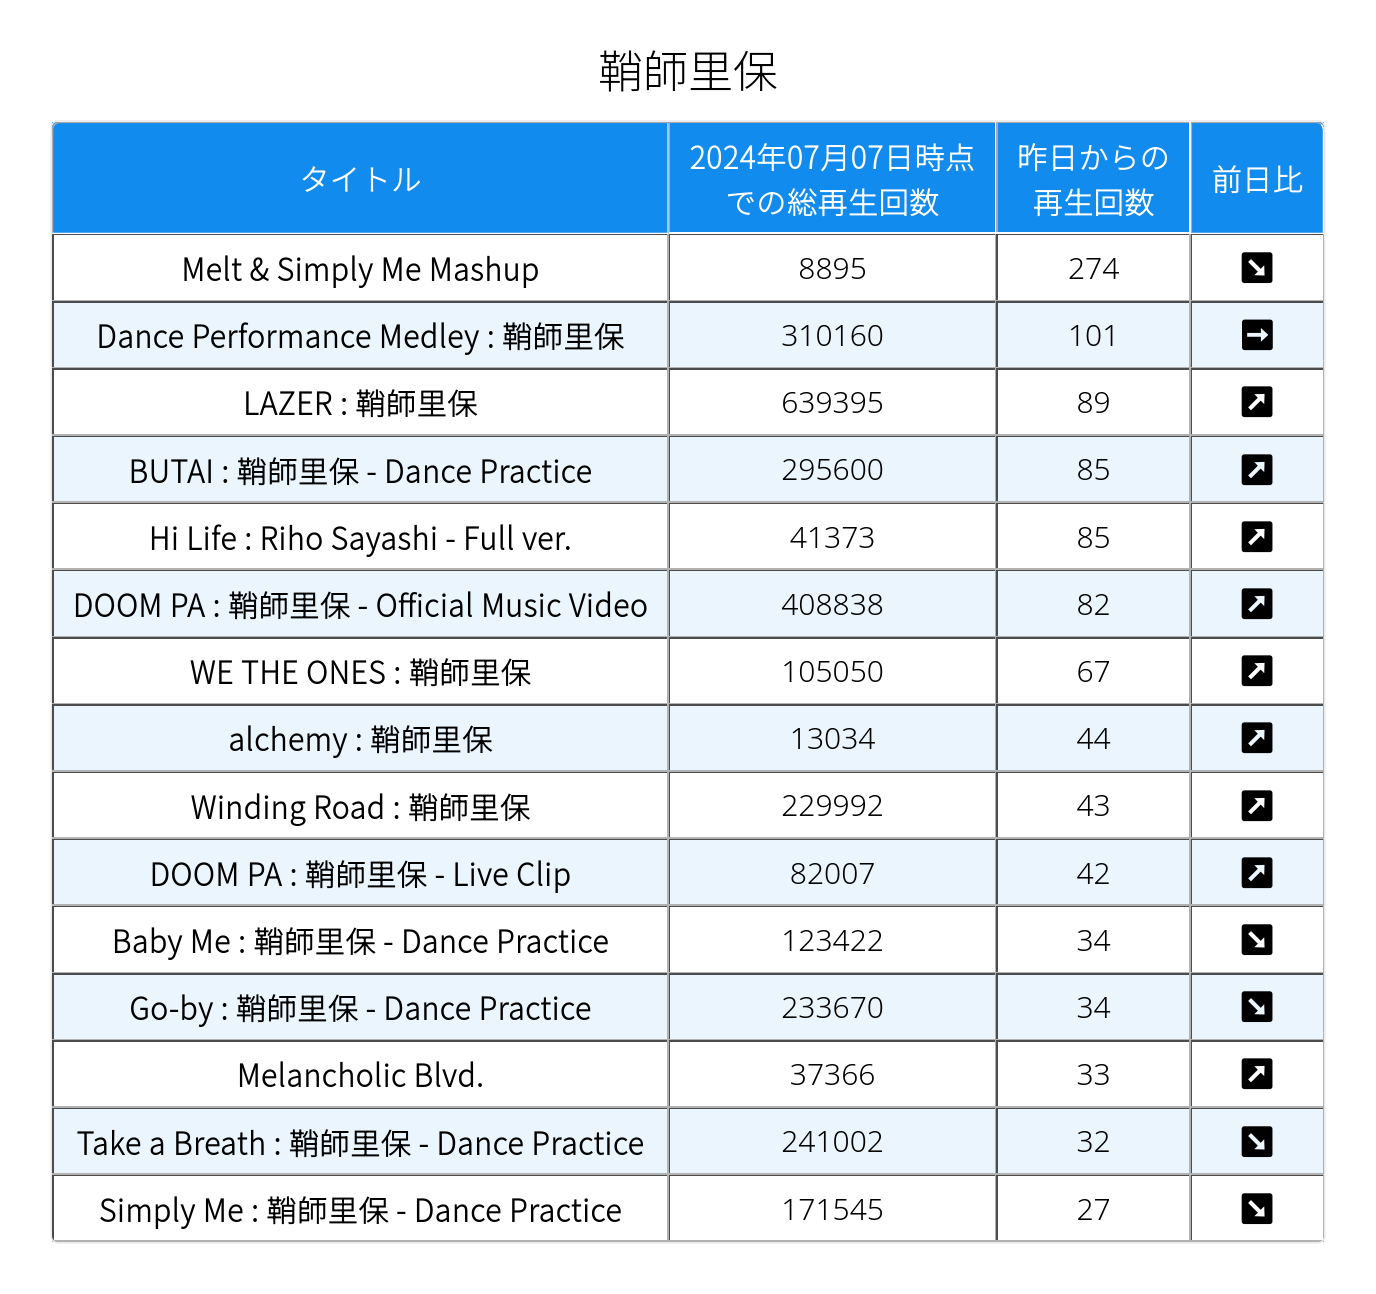 鞘師里保
タイトル 2024年07月07日時点 昨日からの 前日比
での総再生回数 再生回数
Melt & Simply Me Mashup 8895 274 ↘
Dance Performance Medley : 鞘師里保 310160 101 →
LAZER : 鞘師里保 639395 89 ↗
BUTAI : 鞘師里保 - Dance Practice 295600 85 ↗
Hi Life : Riho Sayashi - Full ver. 41373 85 ↗
DOOM PA : 鞘師里保 - Official Music Video 408838 82 ↗
WE THE ONES : 鞘師里保 105050 67 ↗
alchemy : 鞘師里保 13034 44 ↗
Winding Road : 鞘師里保 229992 43 ↗
DOOM PA : 鞘師里保 - Live Clip 82007 42 ↗
Baby Me : 鞘師里保 - Dance Practice 123422 34 ↘
Go-by : 鞘師里保 - Dance Practice 233670 34 ↘
Melancholic Blvd. 37366 33 ↗
Take a Breath : 鞘師里保 - Dance Practice 241002 32 ↘
Simply Me : 鞘師里保 - Dance Practice 171545 27 ↘